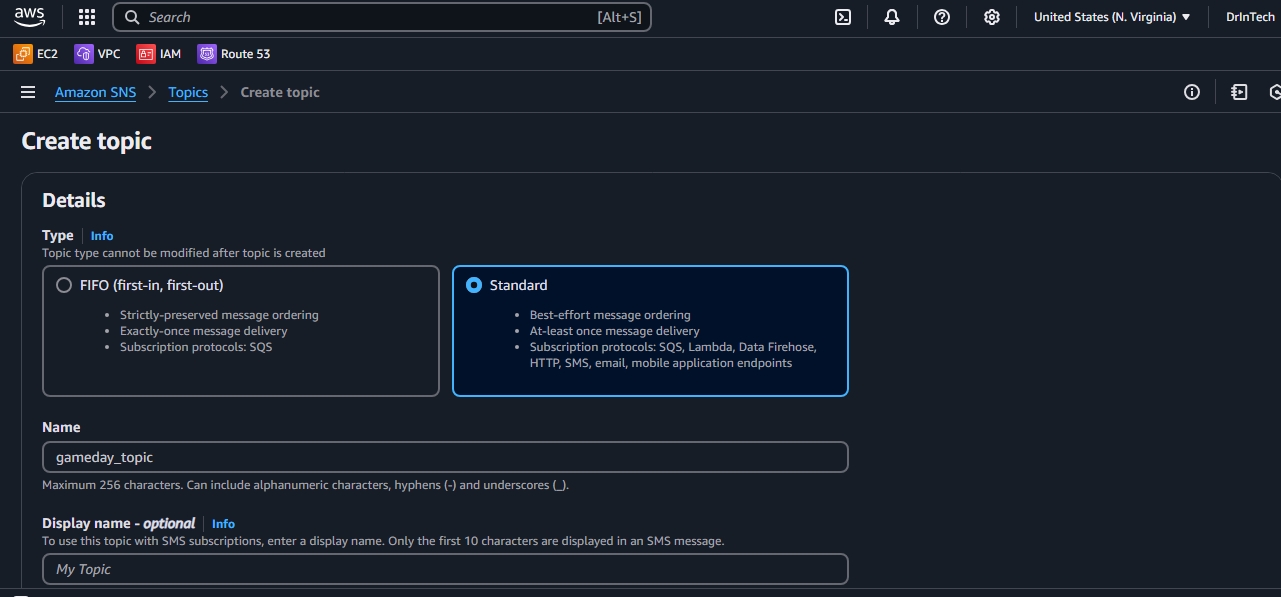 aws Search [Alt+S] United States (N. Virginia) ▼ DrInTech
EC2 VPC IAM Route 53
Amazon SNS > Topics > Create topic
Create topic
Details
Type Info
Topic type cannot be modified after topic is created
FIFO (first-in, first-out)
• Strictly-preserved message ordering
• Exactly-once message delivery
• Subscription protocols: SQS
Standard
• Best-effort message ordering
• At-least once message delivery
• Subscription protocols: SQS, Lambda, Data Firehose,
HTTP, SMS, email, mobile application endpoints
Name
gameday_topic
Maximum 256 characters. Can include alphanumeric characters, hyphens (-) and underscores (_).
Display name - optional Info
To use this topic with SMS subscriptions, enter a display name. Only the first 10 characters are displayed in an SMS message.
My Topic